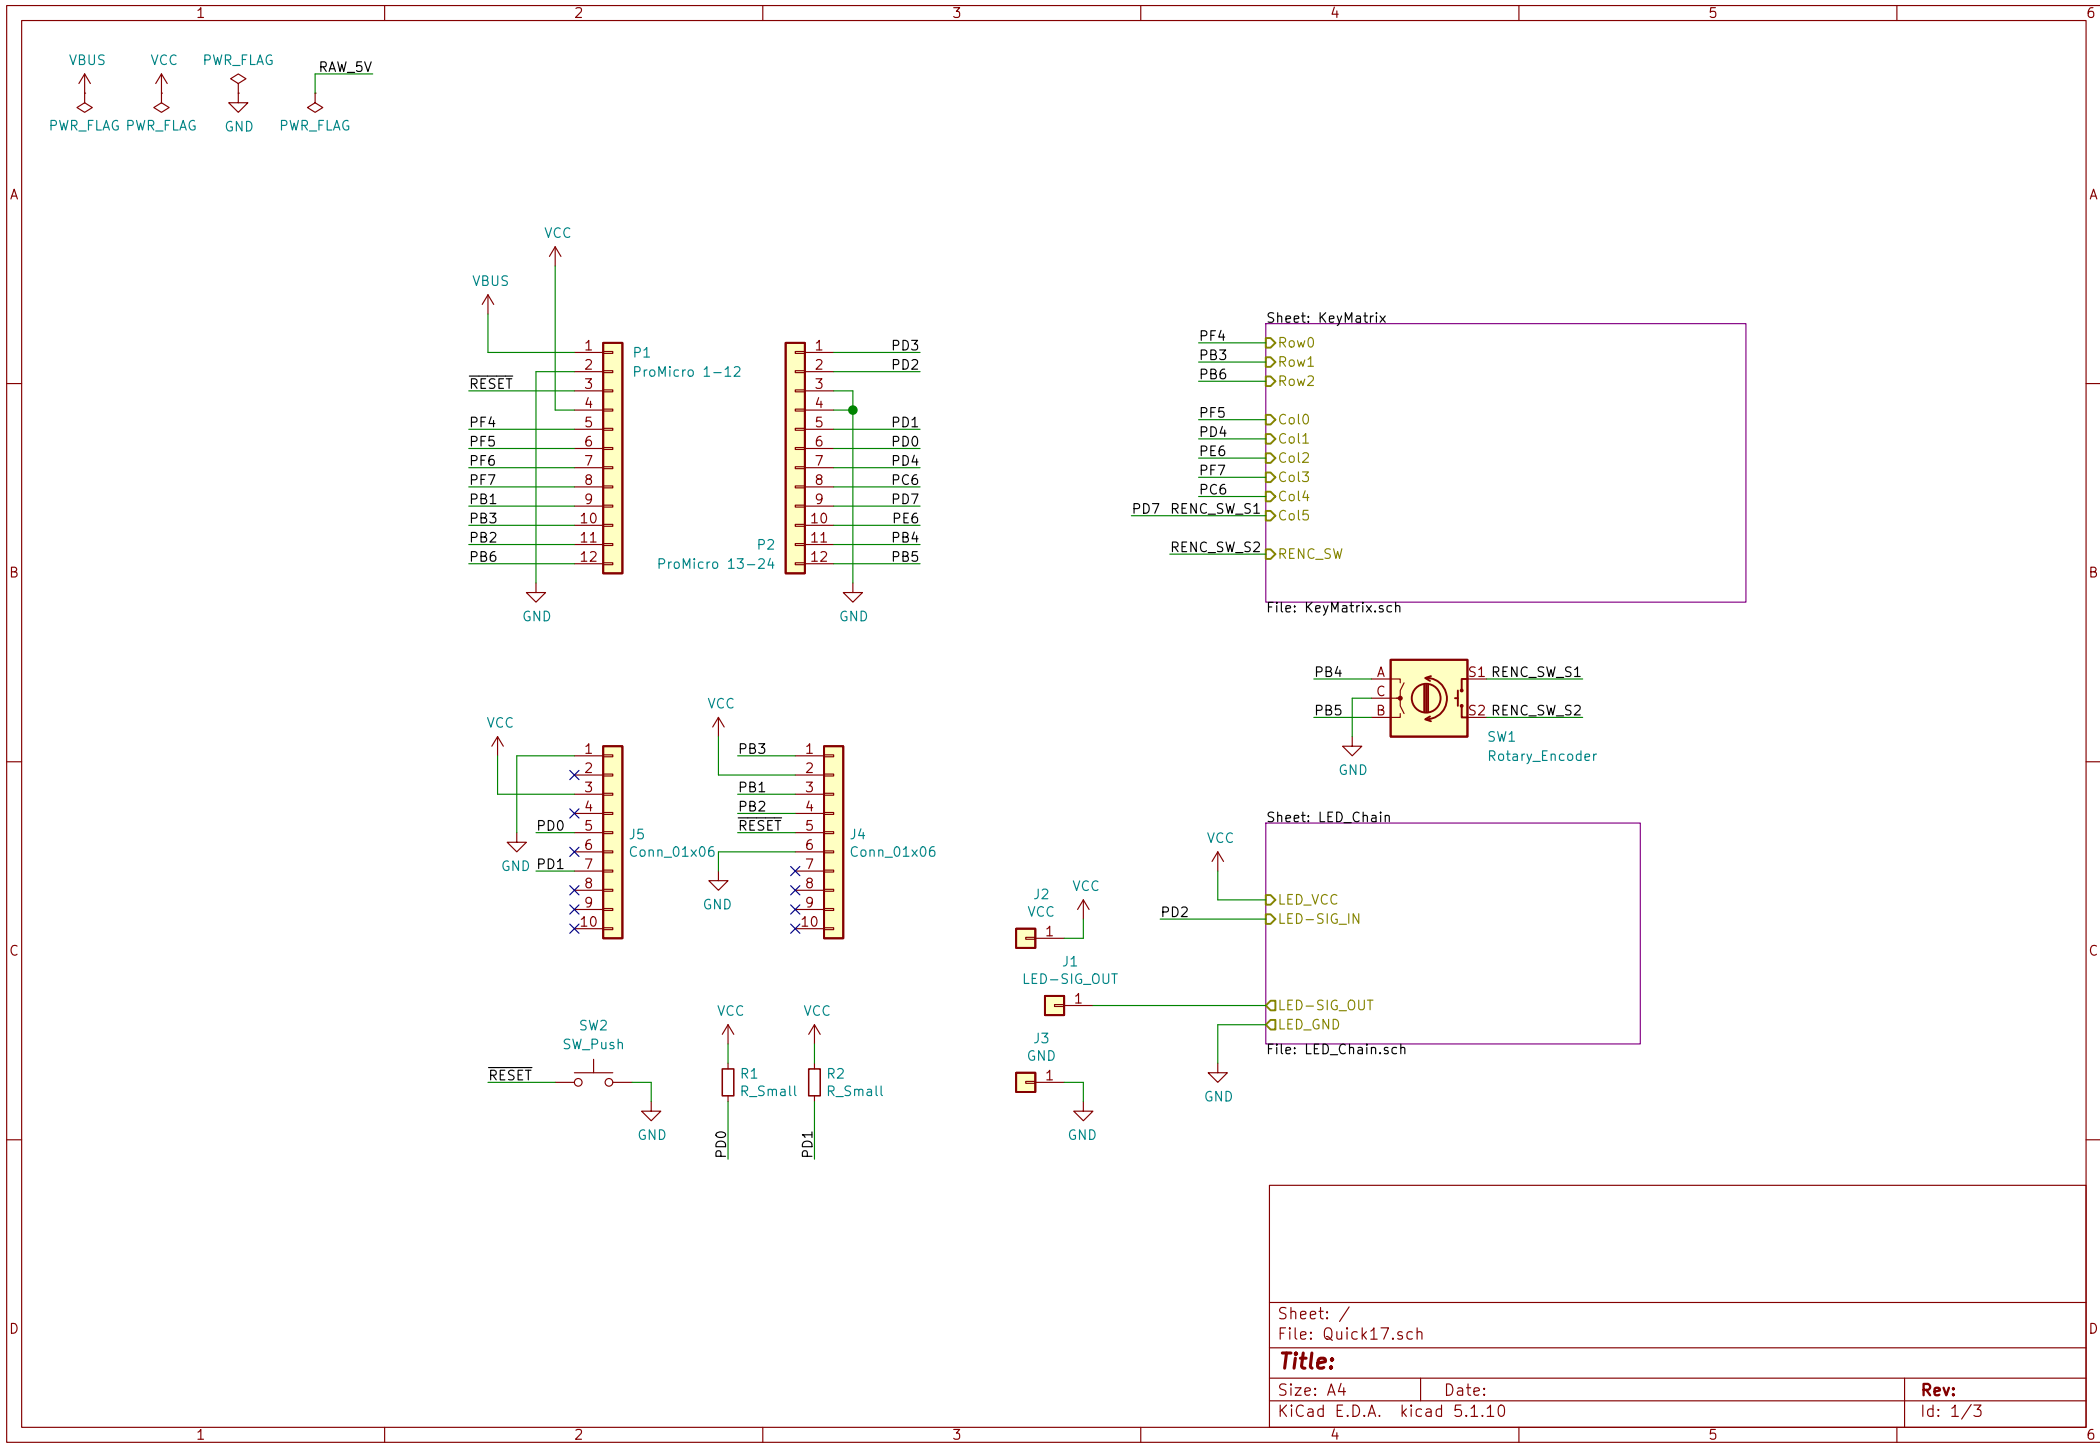 1 2 3 4 5 6
VBUS VCC PWR_FLAG RAW_5V
PWR_FLAG PWR_FLAG GND PWR_FLAG
A A
VCC
VBUS
1 P1
2 ProMicro 1-12
RESET 3
4
PF4 5
PF5 6
PF6 7
PF7 8
PB1 9
PB3 10
PB2 11
PB6 12
GND
1 PD3
2 PD2
3
4
5 PD1
6 PD0
7 PD4
8 PC6
9 PD7
10 PE6
P2 11 PB4
ProMicro 13-24 12 PB5
GND
Sheet: KeyMatrix
PF4 Row0
PB3 Row1
PB6 Row2
PF5 Col0
PD4 Col1
PE6 Col2
PF7 Col3
PC6 Col4
PD7 RENC_SW_S1 Col5
RENC_SW_S2 RENC_SW
File: KeyMatrix.sch
B B
PB4 A S1 RENC_SW_S1
C
PB5 B S2 RENC_SW_S2
SW1
GND Rotary_Encoder
VCC
1
2
3
4
PD0 5 J5
6 Conn_01x06
GND PD1 7
8
9
10
VCC
PB3 1
2
PB1 3
PB2 4
RESET 5 J4
6 Conn_01x06
7
8
GND 9
10
Sheet: LED_Chain
VCC
LED_VCC
PD2 LED-SIG_IN
LED-SIG_OUT
LED_GND
File: LED_Chain.sch
GND
J2 VCC
VCC
1
J1
LED-SIG_OUT
1
J3
GND
1
GND
C C
SW2
SW_Push
RESET
GND
VCC VCC
R1 R2
R_Small R_Small
PD0 PD1
D D
Sheet: /
File: Quick17.sch
Title:
Size: A4 Date: Rev:
KiCad E.D.A. kicad 5.1.10 Id: 1/3
1 2 3 4 5 6